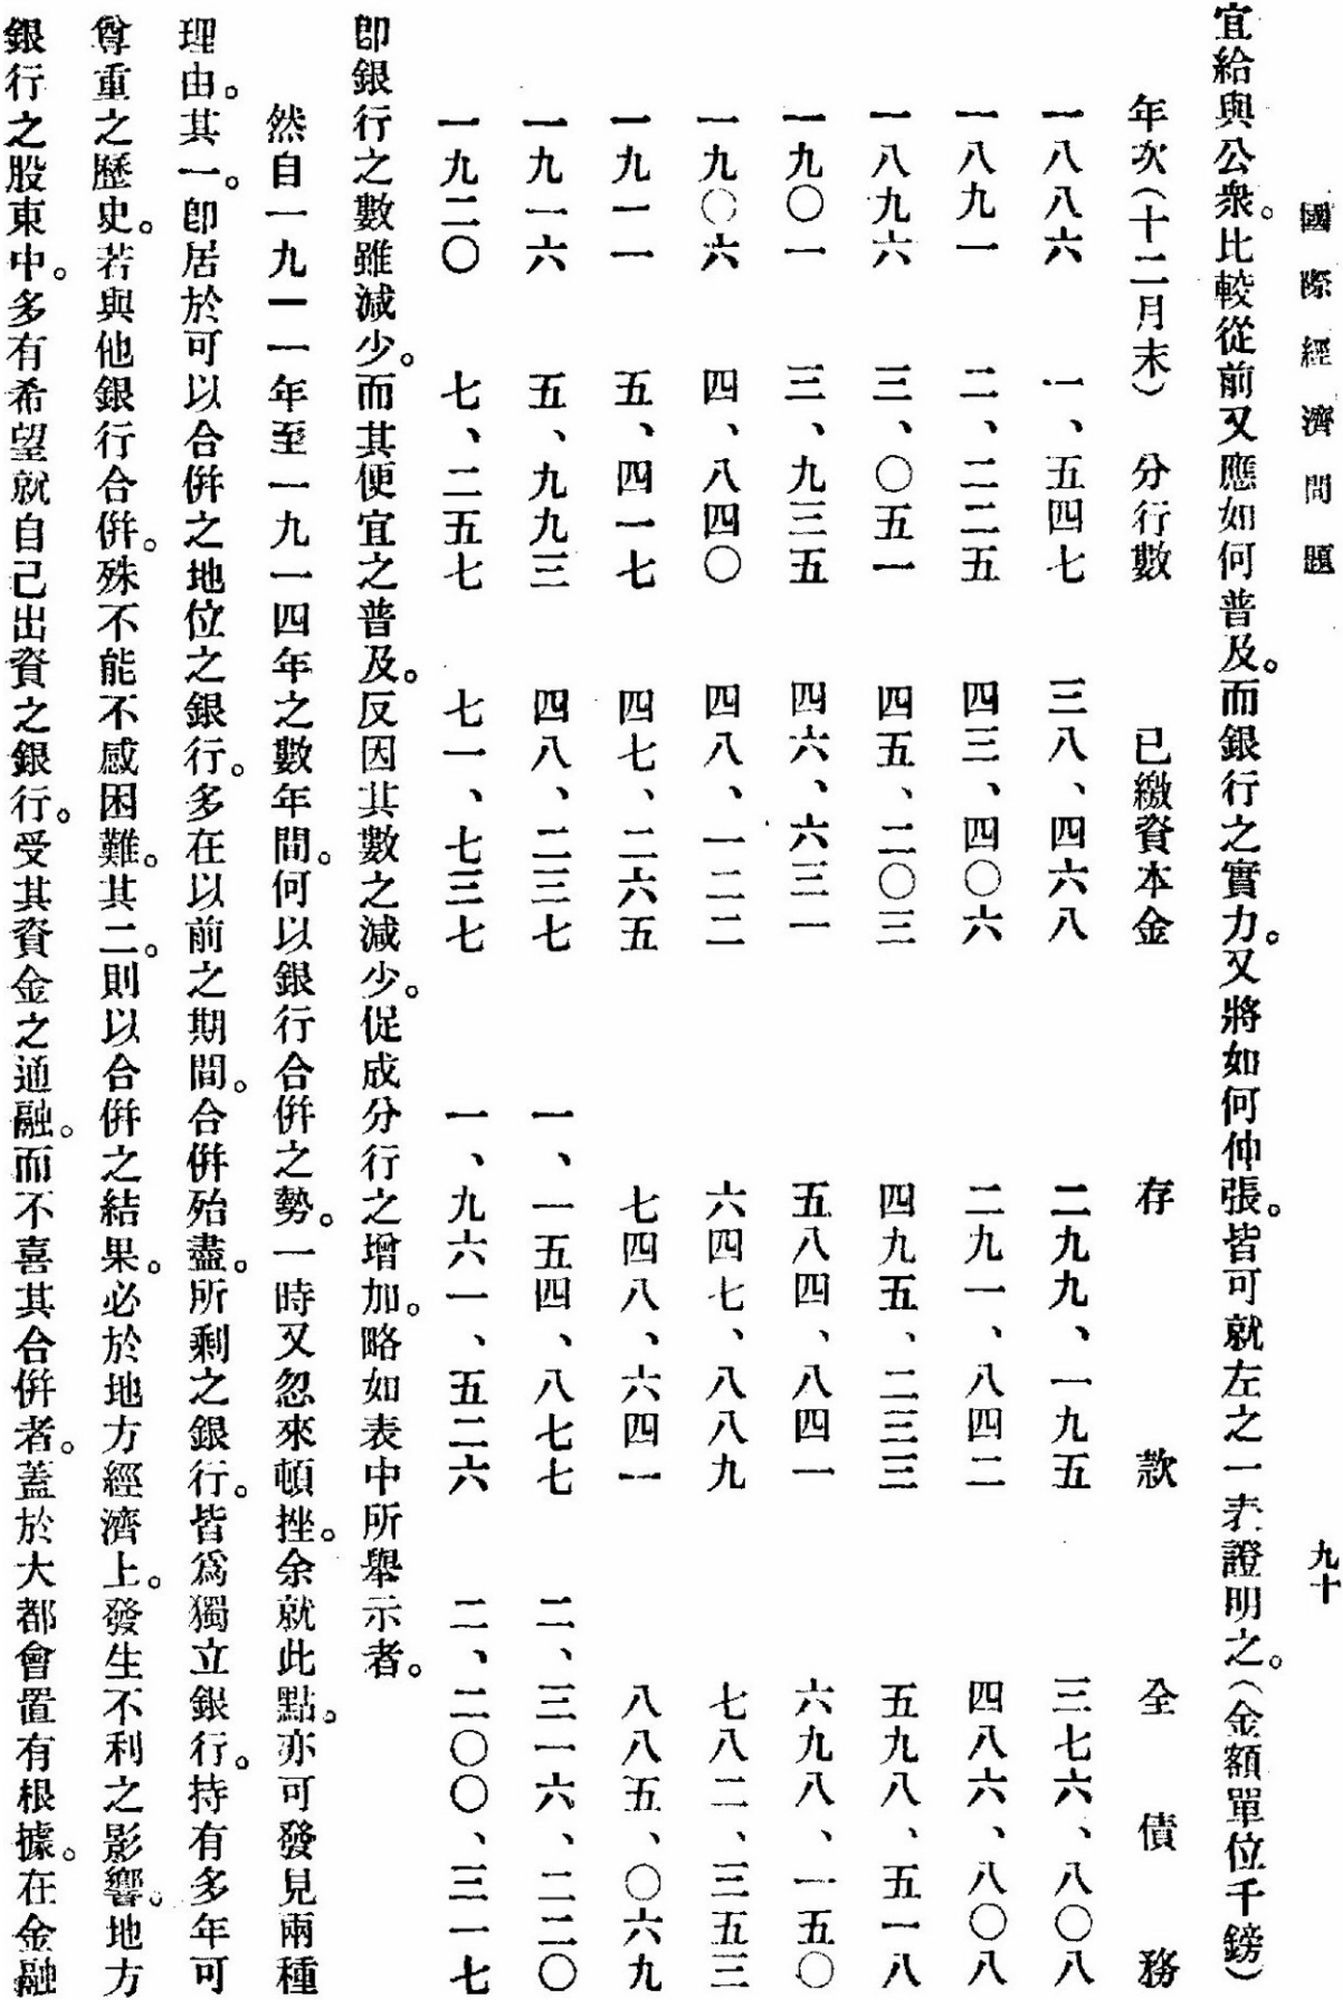 國際經濟問題
九十
宜給與公衆。比較從前又應如何普及。而銀行之實力。又將如何伸張。皆可就左之一表證明之。(金額單位千鎊)
年次(十二月末) 分行數 已繳資本金 存款 全債務
一八八六 一、五四七 三八、四六八 二九九、一九五 三七六、八〇八
一八九一 二、二二五 四三、四〇六 二九一、八四二 四八六、八〇八
一八九六 三、〇五一 四五、二〇三 四九五、二三三 五九八、五一八
一九〇一 三、九三五 四六、六三一 五八四、八四一 六九八、一五〇
一九〇六 四、八四〇 四八、一二二 六四七、八八九 七八二、三五三
一九一一 五、四一七 四七、二六五 七四八、六四一 八八五、〇六九
一九一六 五、九九三 四八、二三七 一、一五四、八七七 二、三一六、二二〇
一九二〇 七、二五七 七一、七三七 一、九六一、五二六 二、二〇〇、三一七
卽銀行之數雖減少。而其便宜之普及。反因其數之減少。促成分行之增加。略如表中所舉示者。
然自一九一一年至一九一四年之數年間。何以銀行合倂之勢。一時又忽來頓挫。余就此點。亦可發見兩種
理由。其一。卽居於可以合倂之地位之銀行。多在以前之期間。合倂殆盡。所剩之銀行。皆爲獨立銀行。持有多年可
尊重之歷史。若與他銀行合倂。殊不能不感困難。其二。則以合倂之結果。必於地方經濟上。發生不利之影響。地方
銀行之股東中。多有希望就自己出資之銀行。受其資金之通融。而不喜其合倂者。蓋於大都會置有根據。在金融